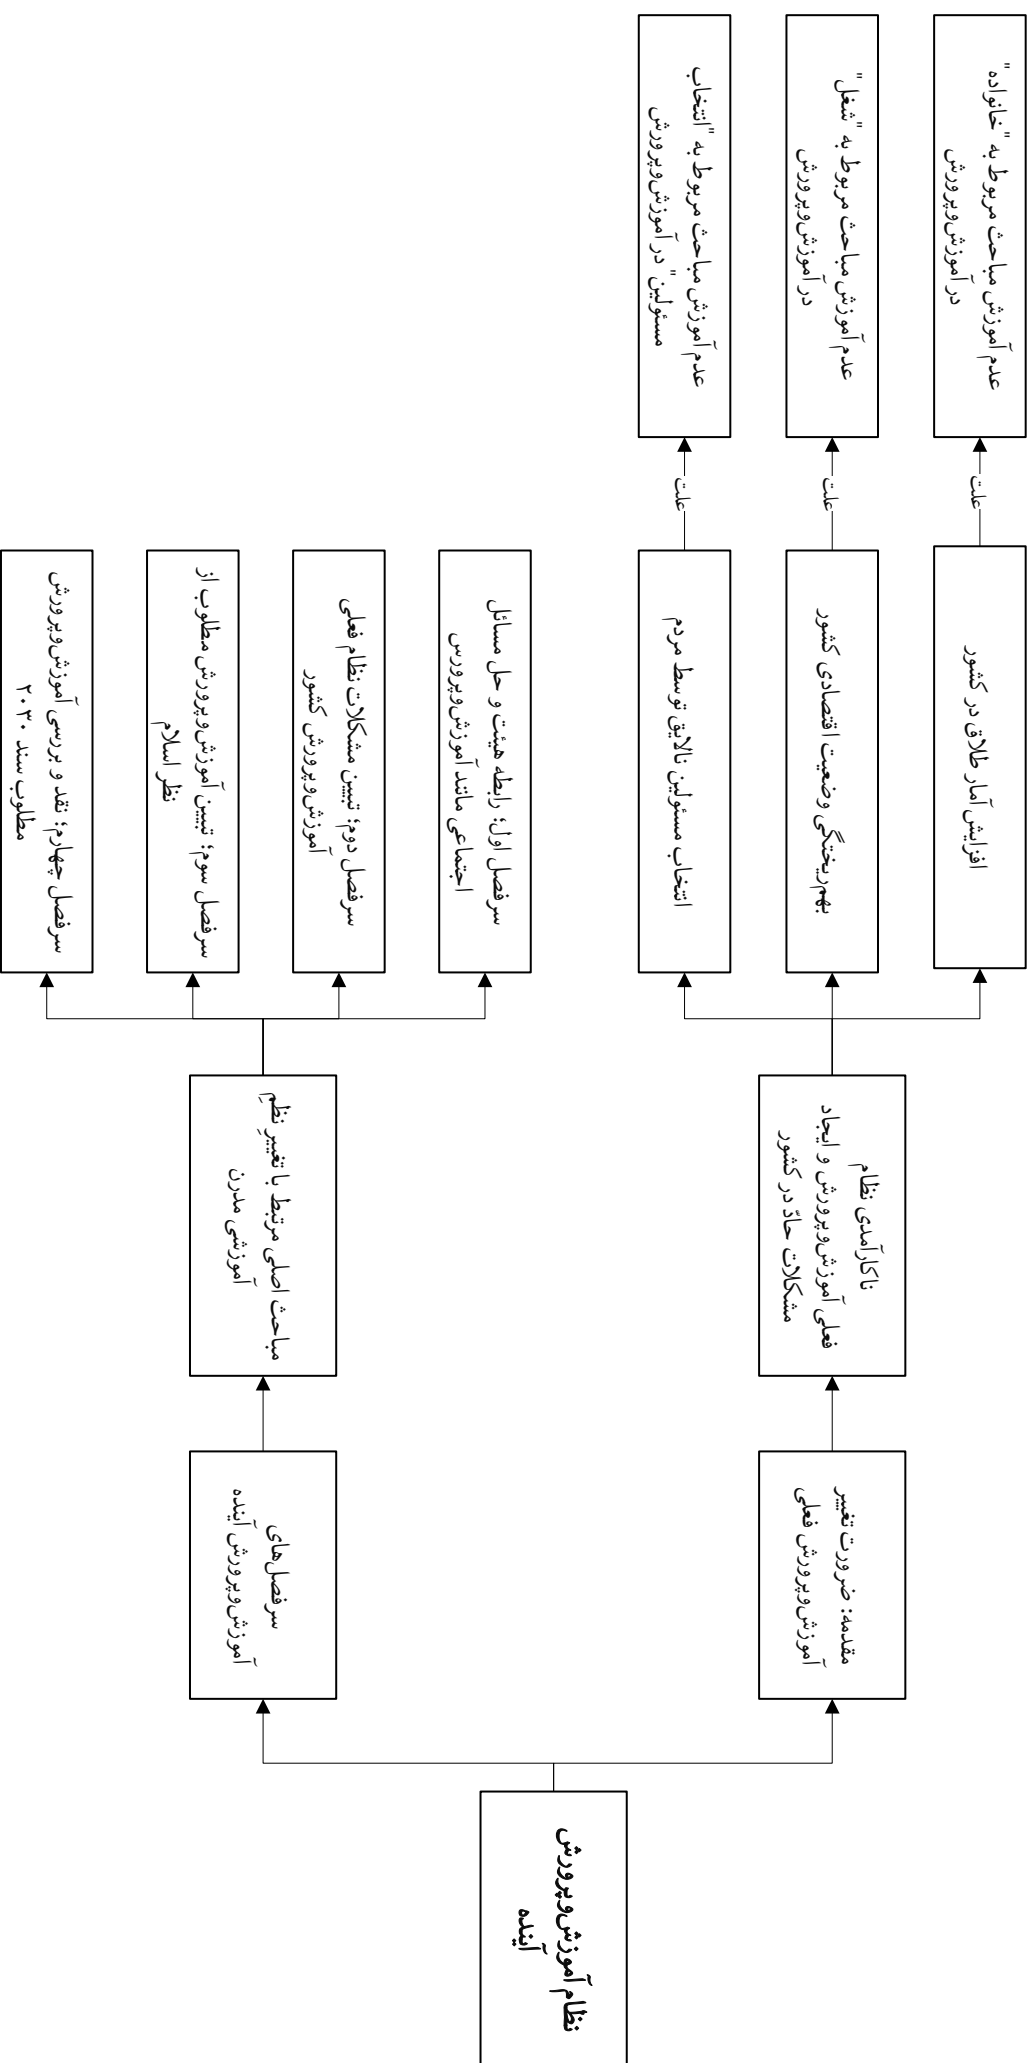 نظام آموزش‌وپرورش
آینده
مقدمه: ضرورت تغییر
آموزش‌وپرورش فعلی
ناکارآمدی نظام
فعلی آموزش‌وپرورش و ایجاد
مشکلات حادّ در کشور
افزایش آمار طلاق در کشور
علت
عدم آموزش مباحث مربوط به "خانواده"
در آموزش‌وپرورش
بهم‌ریختگی وضعیت اقتصادی کشور
علت
عدم آموزش مباحث مربوط به "شغل"
در آموزش‌وپرورش
انتخاب مسئولین نالایق توسط مردم
علت
عدم آموزش مباحث مربوط به "انتخاب
مسئولین" در آموزش‌وپرورش
سرفصل‌های
آموزش‌وپرورش آینده
مباحث اصلی مرتبط با تغییرِ نظمِ
آموزشی مدرن
سرفصل اول: رابطه هیئت و حل مسائل
اجتماعی مانند آموزش‌وپرورس
سرفصل دوم: تبیین مشکلات نظام فعلی
آموزش‌وپرورش کشور
سرفصل سوم: تبیین آموزش‌وپرورش مطلوب از
نظر اسلام
سرفصل چهارم: نقد و بررسی آموزش‌وپرورش
مطلوب سند ۲۰۳۰